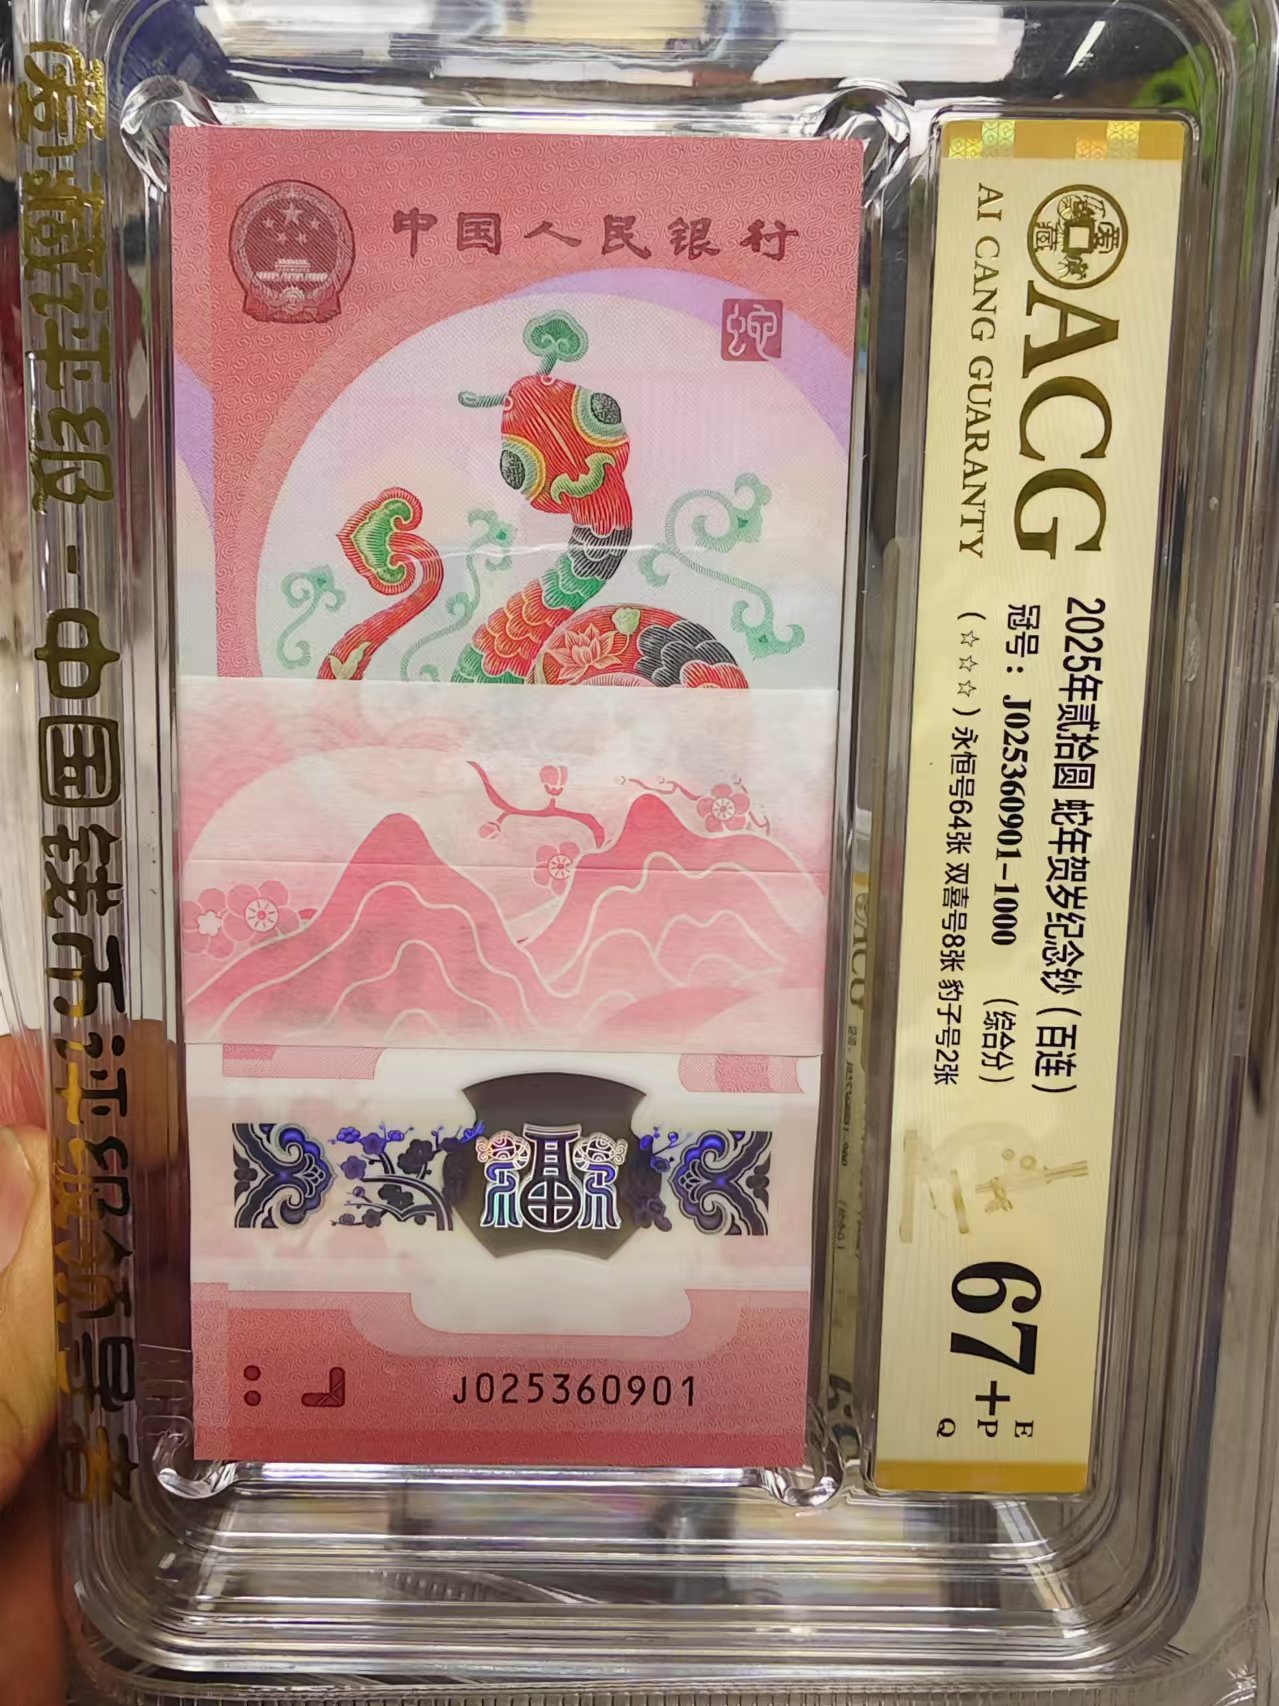 爱藏评级-中国钱币评级领导者
中国人民银行
蛇
J025360901
ACG
AI CANG GUARANTY
2025年贰拾圆 蛇年贺岁纪念钞（百连）
冠号：J025360901-1000 （综合分）
（☆☆☆）永恒号64张 双喜号8张 豹子号2张
67+
E
P
Q